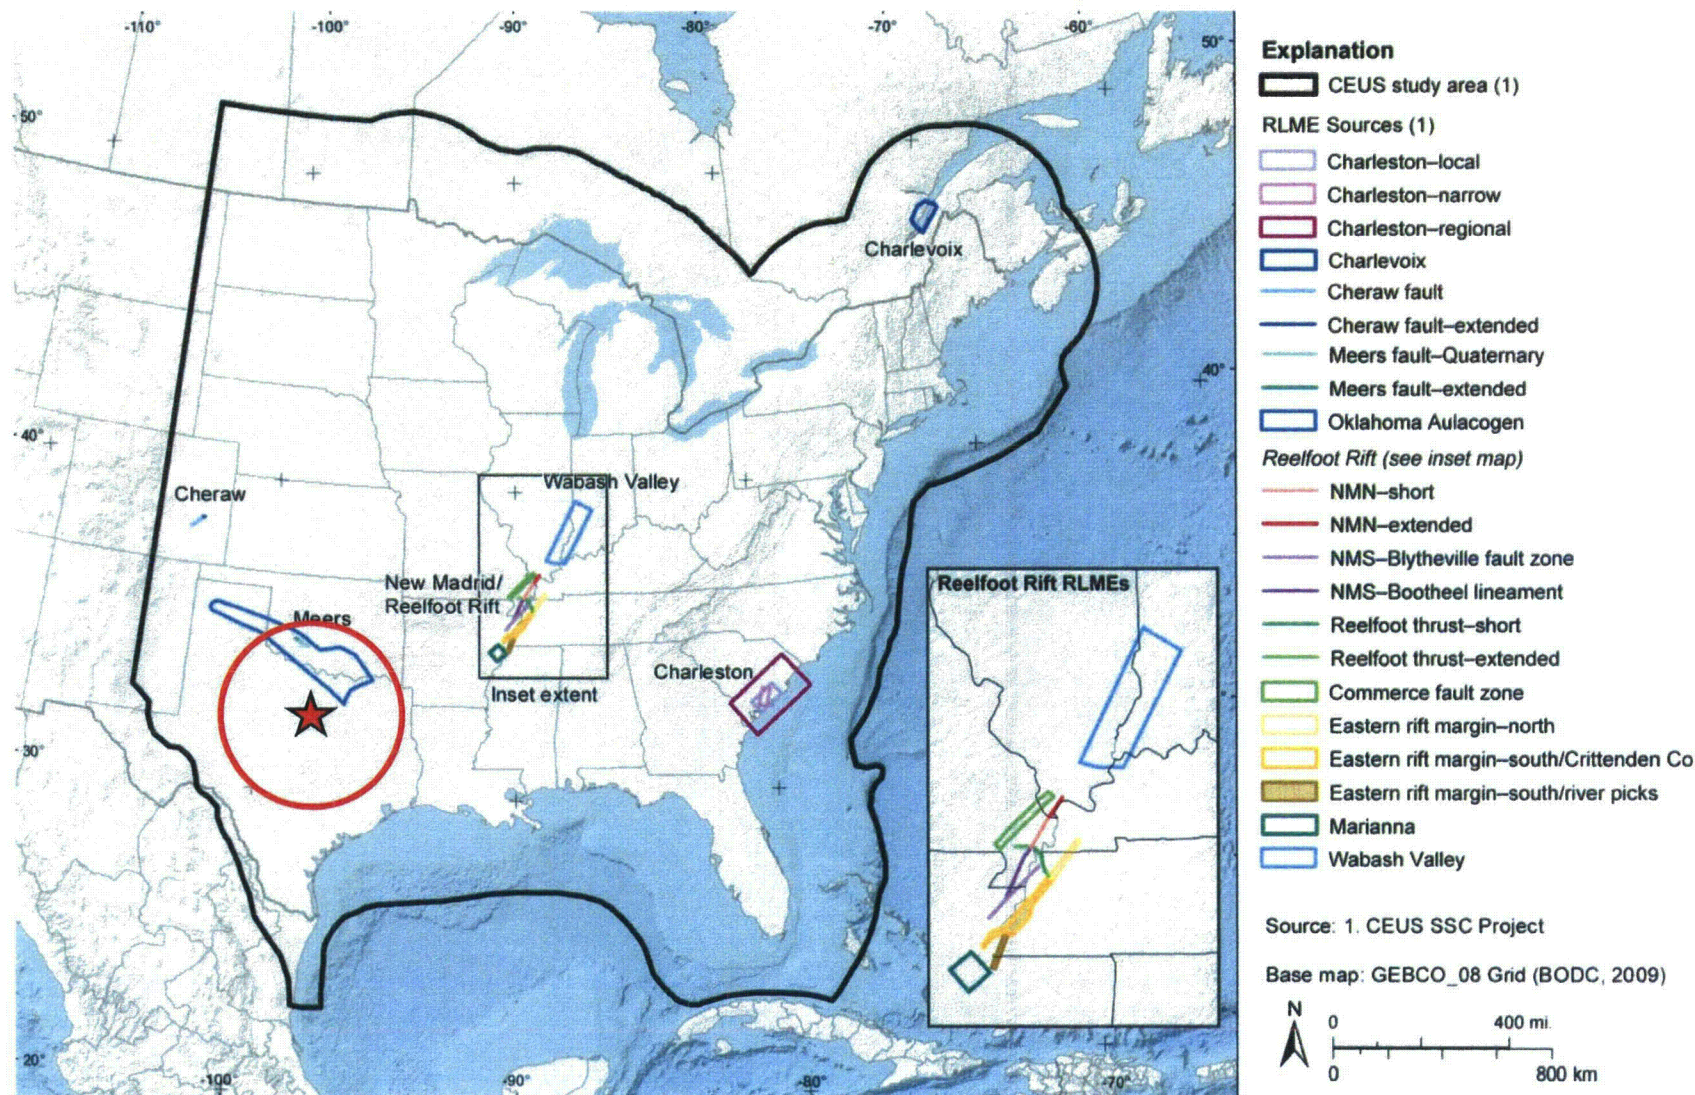 -110° -100° -90° -80° -70° -60°
50°
50°
40°
40°
30°
20°
-100° -90° -80° -70°
Charlevoix
Cheraw
Wabash Valley
New Madrid/
Reelfoot Rift
Meers
Charleston
Inset extent
Reelfoot Rift RLMEs
Explanation
CEUS study area (1)
RLME Sources (1)
Charleston–local
Charleston–narrow
Charleston–regional
Charlevoix
Cheraw fault
Cheraw fault–extended
Meers fault–Quaternary
Meers fault–extended
Oklahoma Aulacogen
Reelfoot Rift (see inset map)
NMN–short
NMN–extended
NMS–Blytheville fault zone
NMS–Bootheel lineament
Reelfoot thrust–short
Reelfoot thrust–extended
Commerce fault zone
Eastern rift margin–north
Eastern rift margin–south/Crittenden Co
Eastern rift margin–south/river picks
Marianna
Wabash Valley
Source: 1. CEUS SSC Project
Base map: GEBCO_08 Grid (BODC, 2009)
N
0 400 mi.
0 800 km